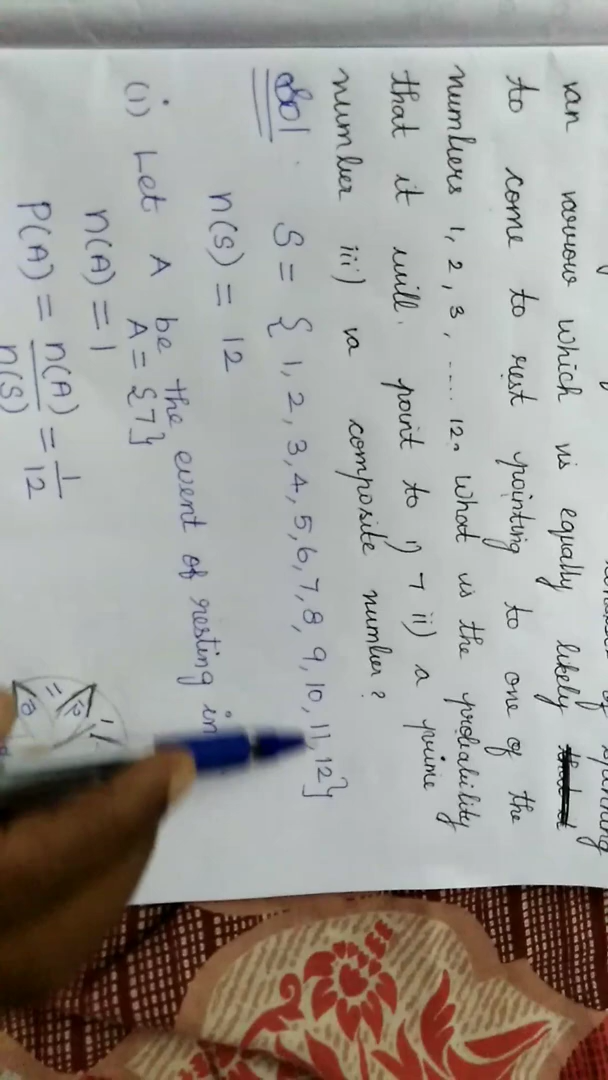 spinning
an arrow which is equally likely
to come to rest pointing to one of the
numbers 1, 2, 3, .... 12. What is the probability
that it will. point to i) 7 ii) a prime
number iii) a composite number?
Sol. S = { 1, 2, 3, 4, 5, 6, 7, 8, 9, 10, 11, 12}
n(S) = 12
(i) Let A be the event of resting in
A = {7}
n(A) = 1
P(A) = n(A)/n(S) = 1/12